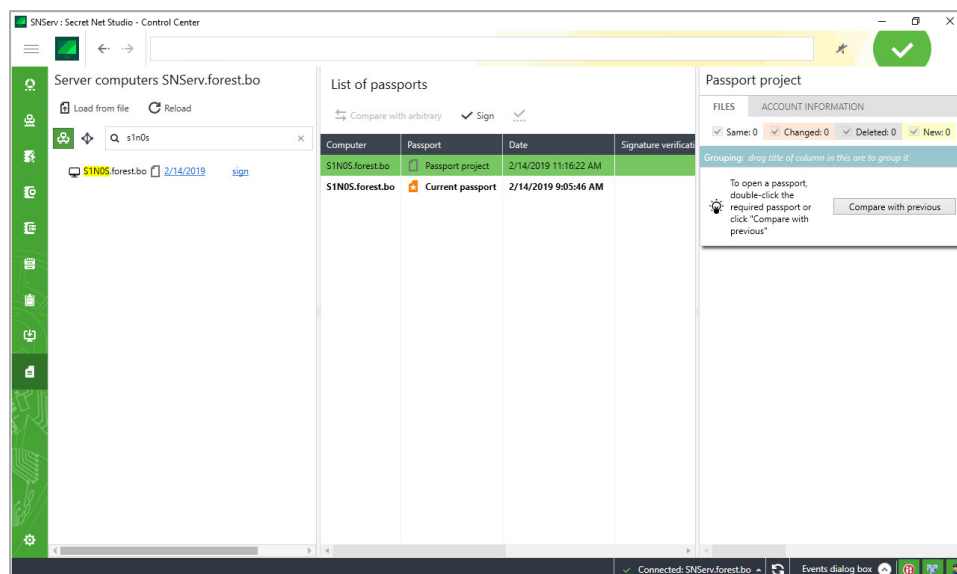 SNServ : Secret Net Studio - Control Center
Server computers SNServ.forest.bo
Load from file Reload
s1n0s
S1N0S.forest.bo 2/14/2019 sign
List of passports
Compare with arbitrary Sign
Computer Passport Date Signature verificati
S1N0S.forest.bo Passport project 2/14/2019 11:16:22 AM
S1N0S.forest.bo Current passport 2/14/2019 9:05:46 AM
Passport project
FILES ACCOUNT INFORMATION
Same: 0 Changed: 0 Deleted: 0 New: 0
Grouping: drag title of column in this are to group it
To open a passport,
double-click the
required passport or
click "Compare with
previous"
Compare with previous
Connected: SNServ.forest.bo Events dialog box